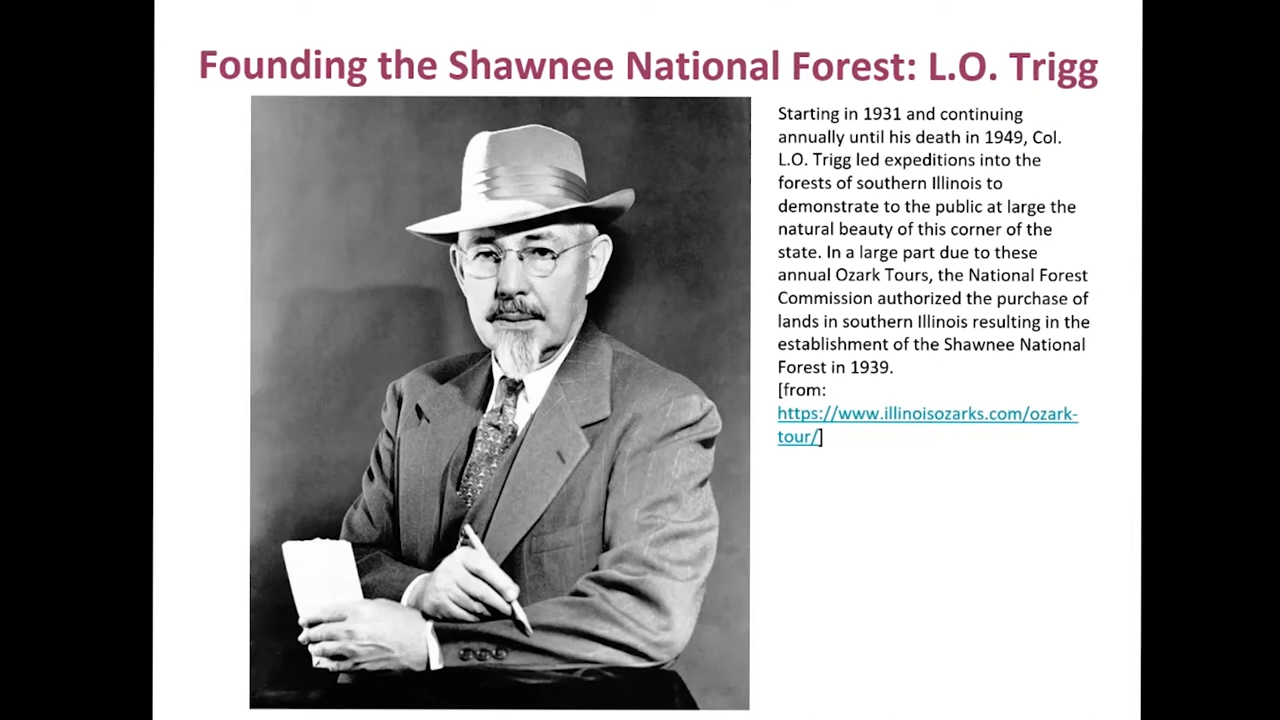 Founding the Shawnee National Forest: L.O. Trigg
Starting in 1931 and continuing
annually until his death in 1949, Col.
L.O. Trigg led expeditions into the
forests of southern Illinois to
demonstrate to the public at large the
natural beauty of this corner of the
state. In a large part due to these
annual Ozark Tours, the National Forest
Commission authorized the purchase of
lands in southern Illinois resulting in the
establishment of the Shawnee National
Forest in 1939.
[from:
https://www.illinoisozarks.com/ozark-
tour/]